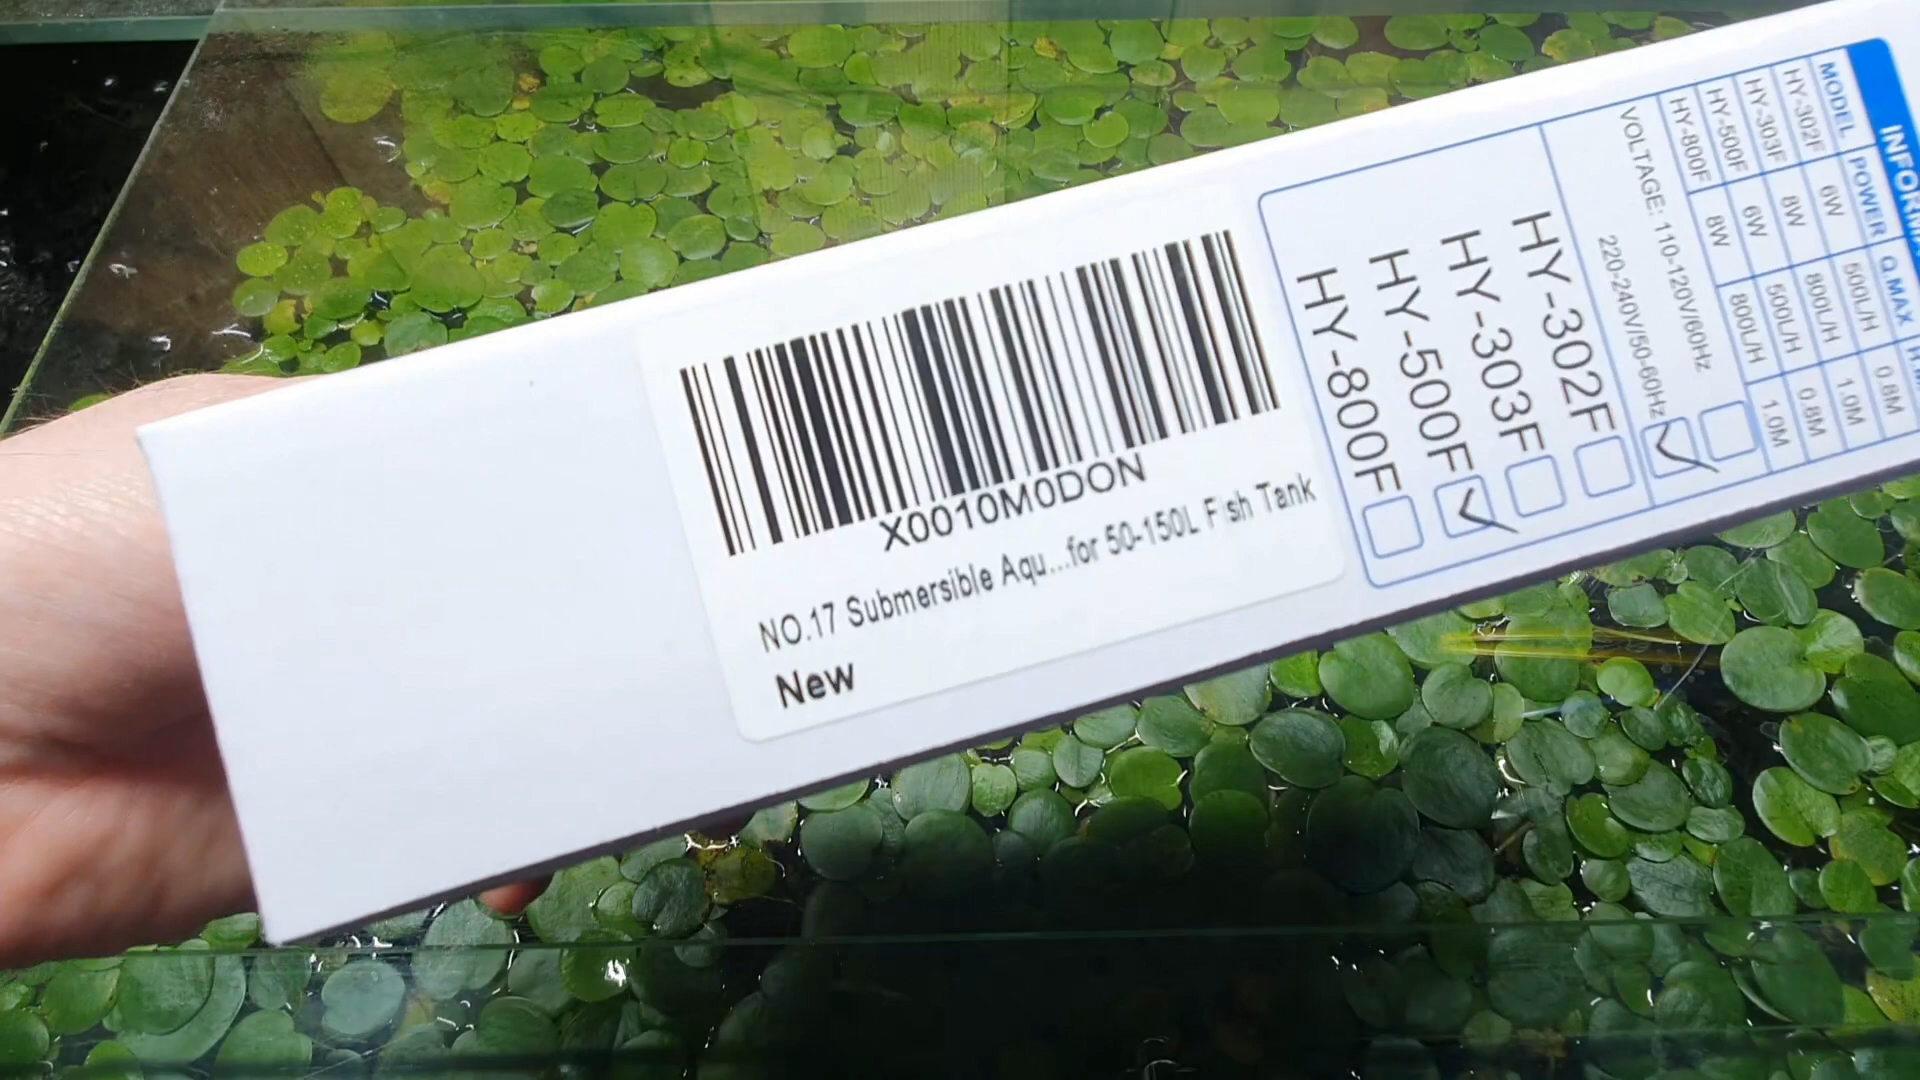 X0010M0DON
NO.17 Submersible Aqu...for 50-150L Fish Tank
New
MODEL POWER Q.MAX
HY-302F 6W 500L/H 0.8M
HY-303F 8W 800L/H 1.0M
HY-500F 6W 500L/H 0.8M
HY-800F 8W 800L/H 1.0M
VOLTAGE: 110-120V/60Hz
220-240V/50-60Hz
HY-302F
HY-303F
HY-500F
HY-800F